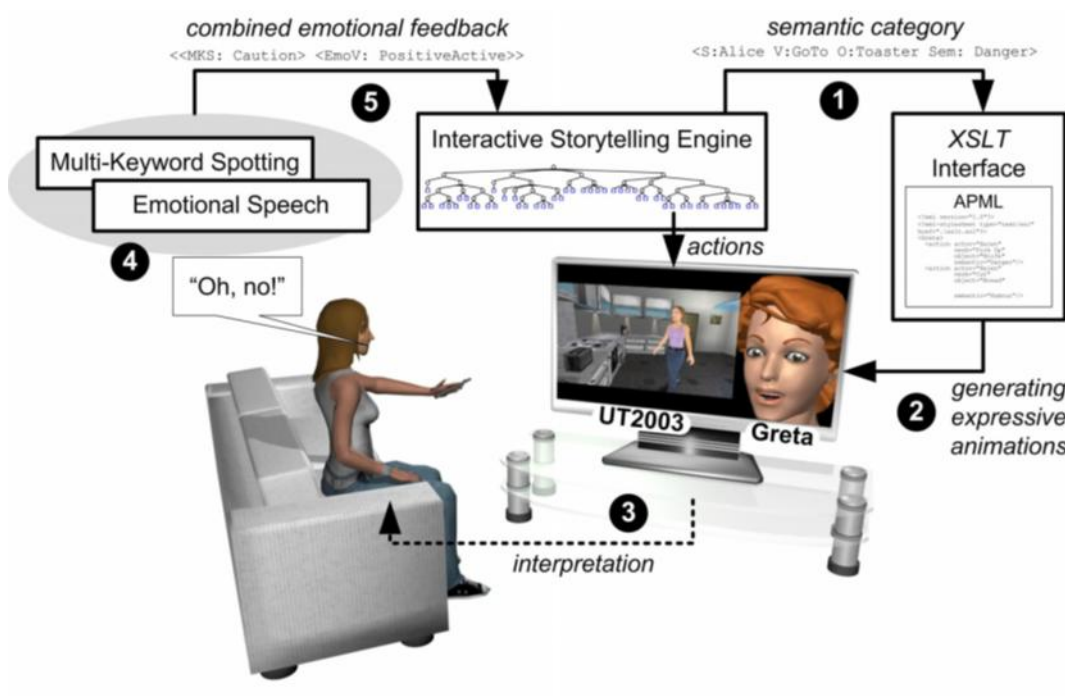 combined emotional feedback
<<MKS: Caution> <EmoV: PositiveActive>>
semantic category
<S:Alice V:GoTo O:Toaster Sem: Danger>
5
1
Multi-Keyword Spotting
Emotional Speech
4
Interactive Storytelling Engine
XSLT
Interface
APML
actions
"Oh, no!"
UT2003
Greta
2
generating
expressive
animations
3
interpretation